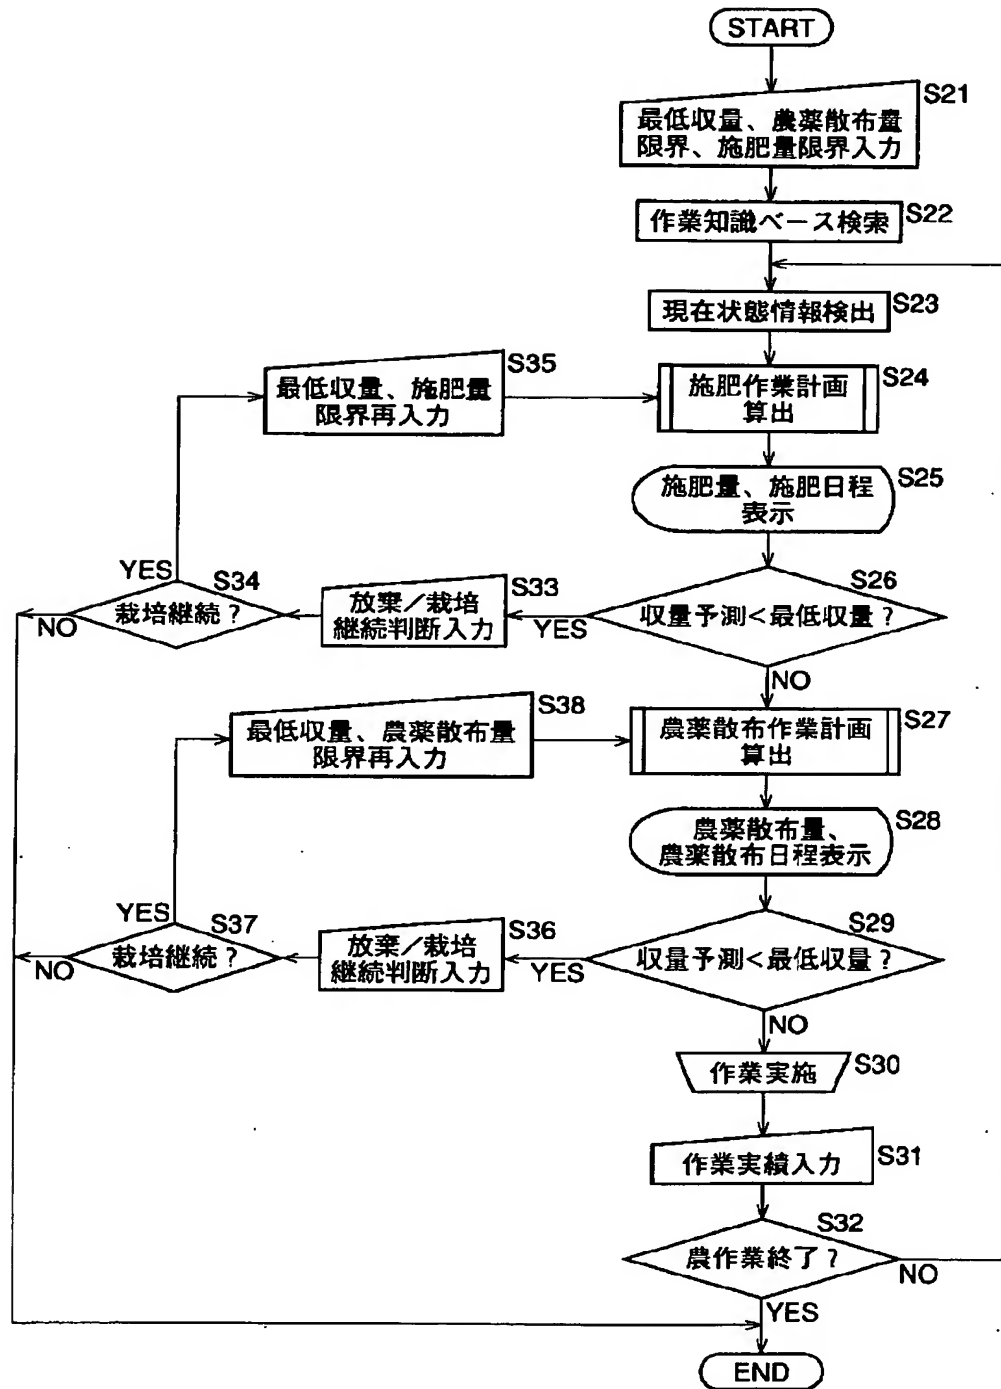 START
S21
最低収量、農薬散布量
限界、施肥量限界入力
S22
作業知識ベース検索
S23
現在状態情報検出
S35
最低収量、施肥量
限界再入力
S24
施肥作業計画
算出
S25
施肥量、施肥日程
表示
YES
S34
栽培継続?
NO
S33
放棄/栽培
継続判断入力
YES
S26
収量予測<最低収量?
NO
S38
最低収量、農薬散布量
限界再入力
S27
農薬散布作業計画
算出
S28
農薬散布量、
農薬散布日程表示
YES
S37
栽培継続?
NO
S36
放棄/栽培
継続判断入力
YES
S29
収量予測<最低収量?
NO
S30
作業実施
S31
作業実績入力
S32
農作業終了?
NO
YES
END